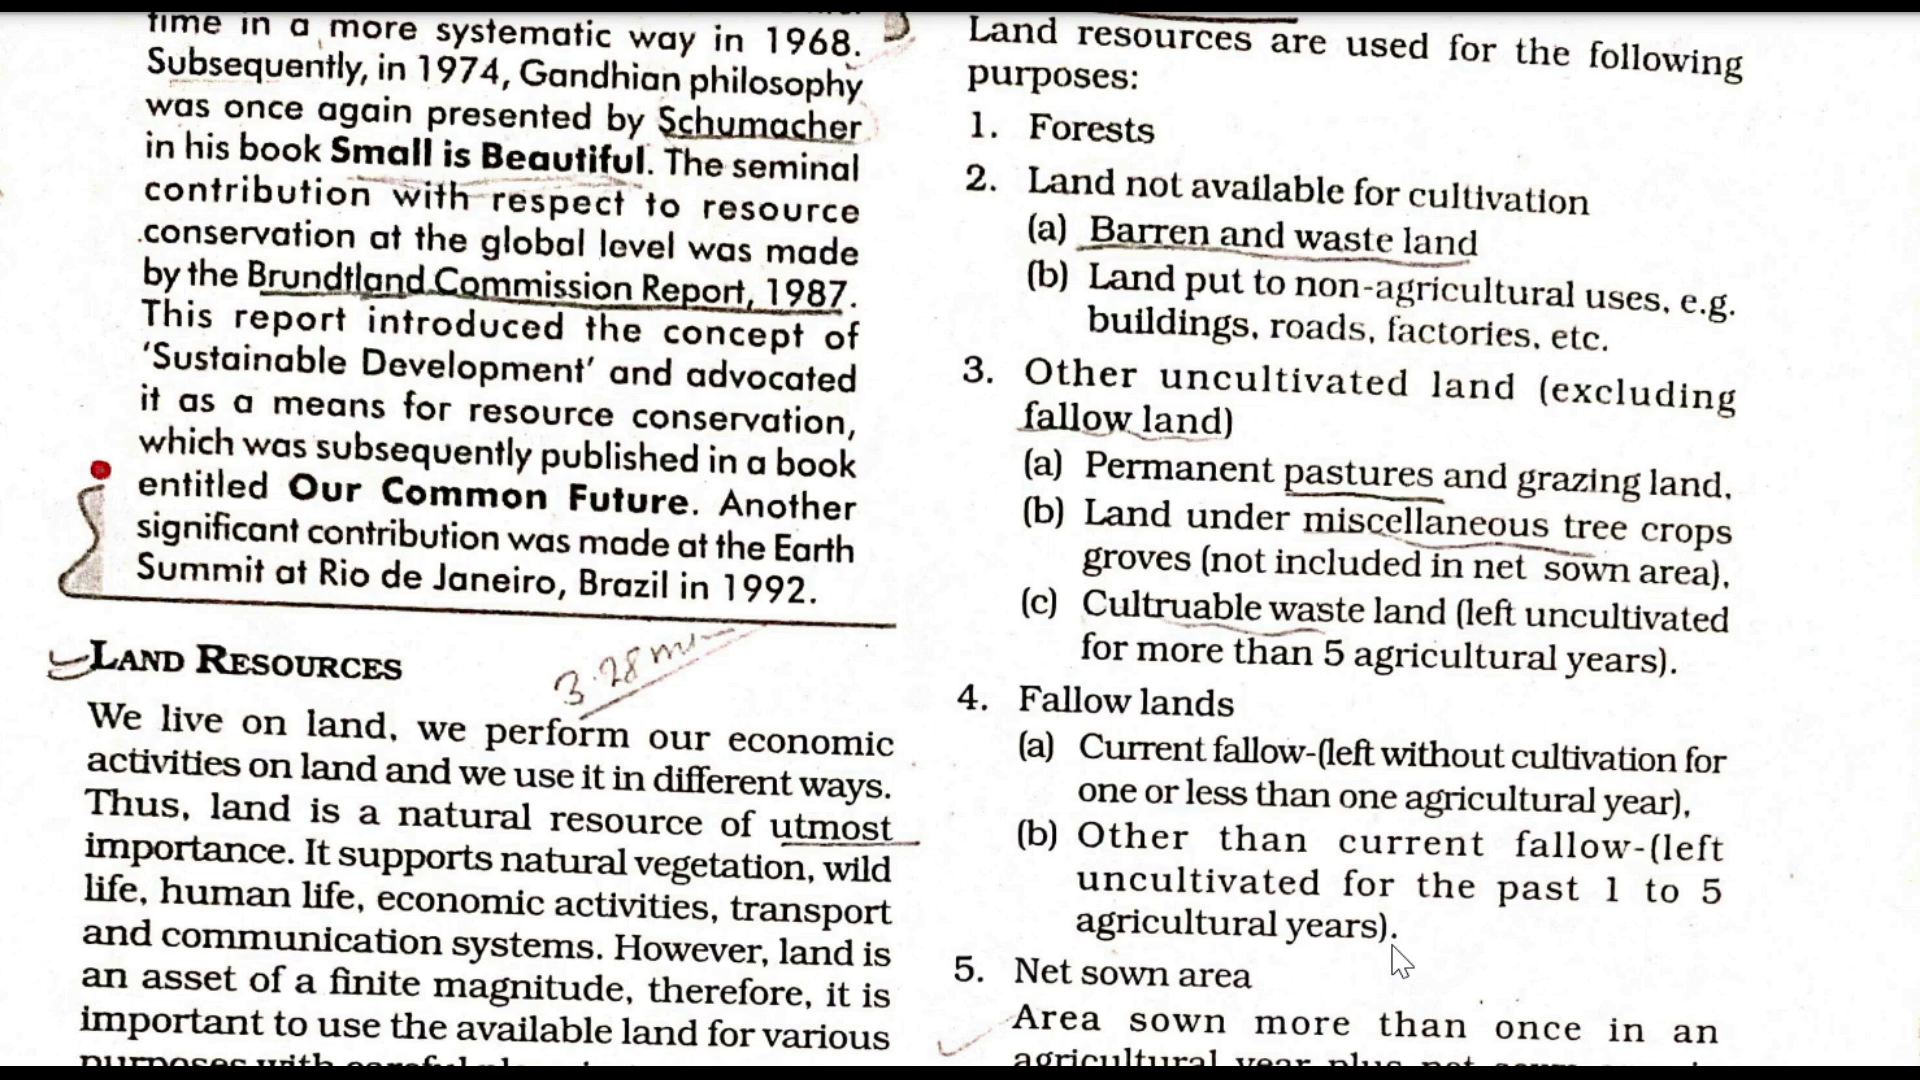 time in a more systematic way in 1968.
Subsequently, in 1974, Gandhian philosophy
was once again presented by Schumacher
in his book Small is Beautiful. The seminal
contribution with respect to resource
conservation at the global level was made
by the Brundtland Commission Report, 1987.
This report introduced the concept of
‘Sustainable Development’ and advocated
it as a means for resource conservation,
which was subsequently published in a book
entitled Our Common Future. Another
significant contribution was made at the Earth
Summit at Rio de Janeiro, Brazil in 1992.
LAND RESOURCES
3.28 mi
We live on land, we perform our economic
activities on land and we use it in different ways.
Thus, land is a natural resource of utmost
importance. It supports natural vegetation, wild
life, human life, economic activities, transport
and communication systems. However, land is
an asset of a finite magnitude, therefore, it is
important to use the available land for various
purposes with careful
Land resources are used for the following
purposes:
1. Forests
2. Land not available for cultivation
(a) Barren and waste land
(b) Land put to non-agricultural uses, e.g.
buildings, roads, factories, etc.
3. Other uncultivated land (excluding
fallow land)
(a) Permanent pastures and grazing land,
(b) Land under miscellaneous tree crops
groves (not included in net sown area),
(c) Cultruable waste land (left uncultivated
for more than 5 agricultural years).
4. Fallow lands
(a) Current fallow-(left without cultivation for
one or less than one agricultural year),
(b) Other than current fallow-(left
uncultivated for the past 1 to 5
agricultural years).
5. Net sown area
Area sown more than once in an
agricultural year plus net sown